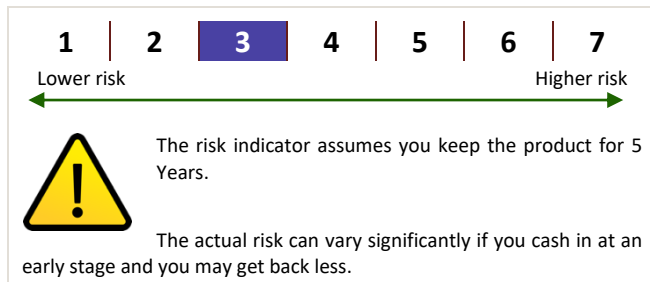 1 2 3 4 5 6 7
Lower risk Higher risk
The risk indicator assumes you keep the product for 5
Years.
The actual risk can vary significantly if you cash in at an
early stage and you may get back less.